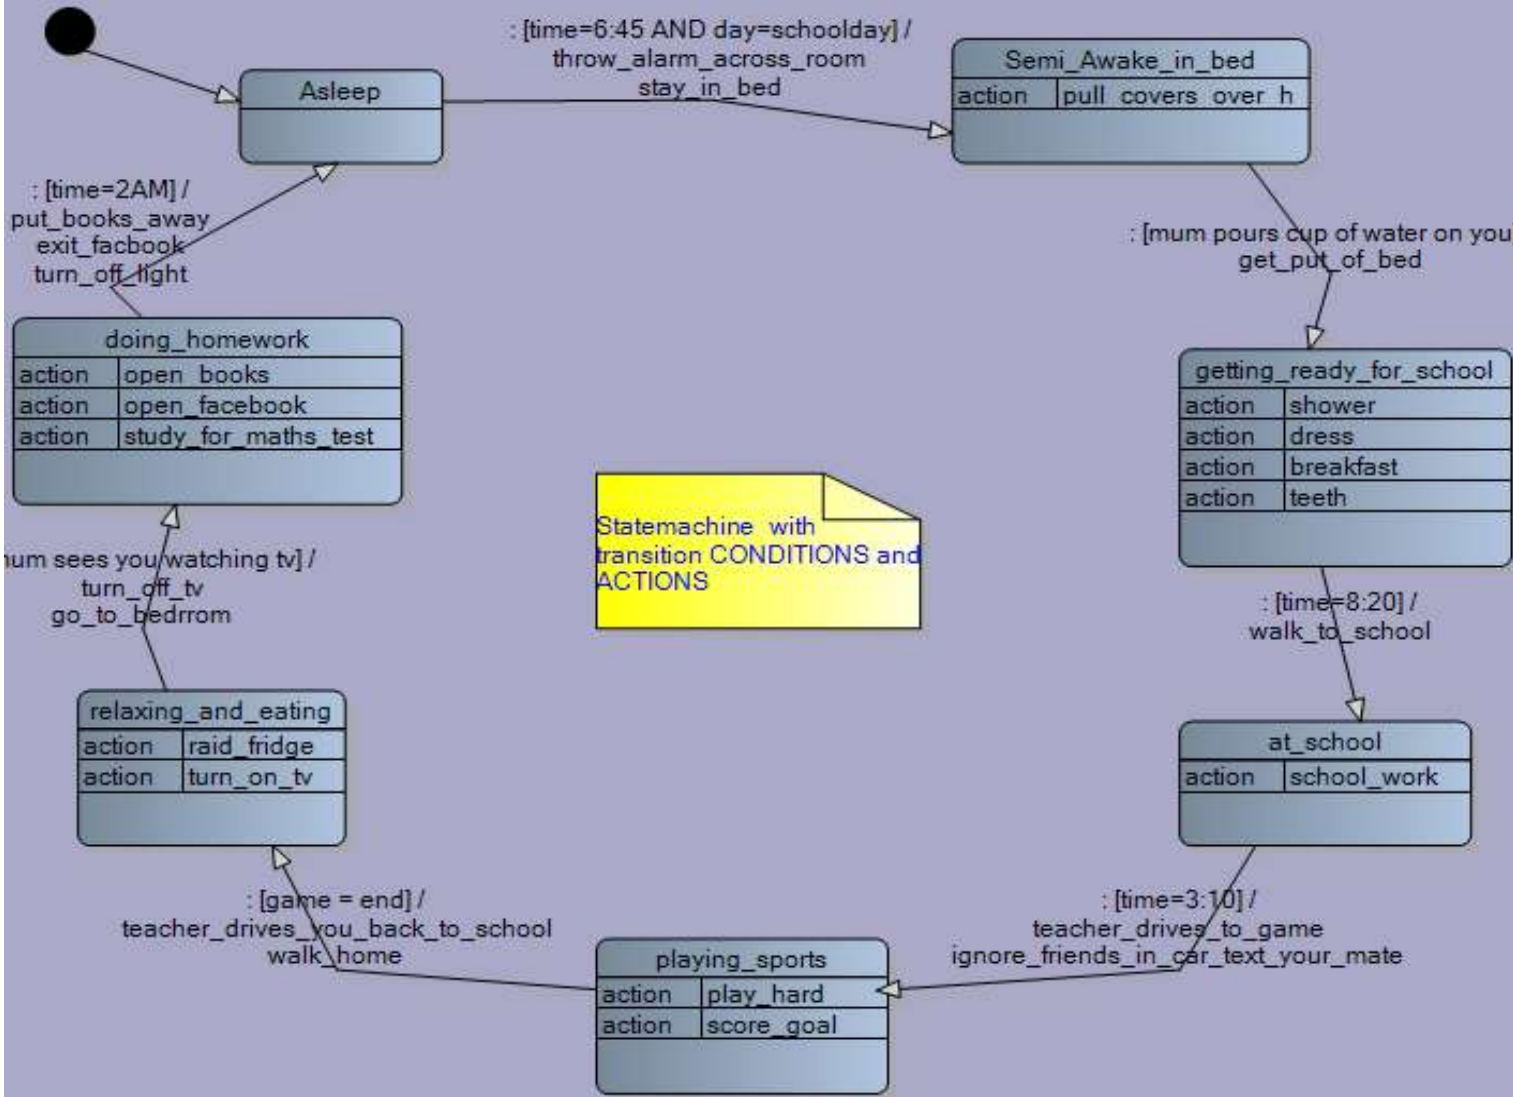 : [time=6:45 AND day=schoolday] /
throw_alarm_across_room
stay_in_bed
Asleep
Semi_Awake_in_bed
action pull_covers_over_h
: [time=2AM] /
put_books_away
exit_facbook
turn_off_light
: [mum pours cup of water on you
get_put_of_bed
doing_homework
action open_books
action open_facebook
action study_for_maths_test
getting_ready_for_school
action shower
action dress
action breakfast
action teeth
Statemachine with
transition CONDITIONS and
ACTIONS
sees you watching tv] /
turn_off_tv
go_to_bedrrom
: [time=8:20] /
walk_to_school
relaxing_and_eating
action raid_fridge
action turn_on_tv
at_school
action school_work
: [game = end] /
teacher_drives_you_back_to_school
walk_home
: [time=3:10] /
teacher_drives_to_game
ignore_friends_in_car_text_your_mate
playing_sports
action play_hard
action score_goal